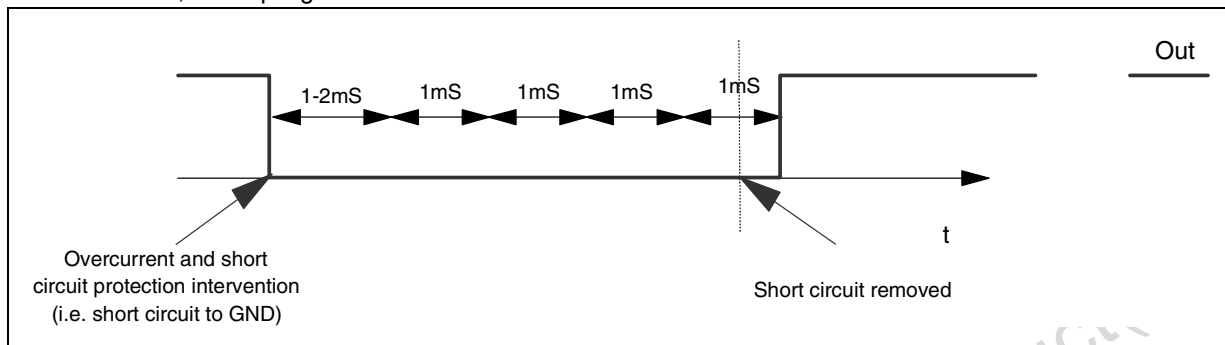 Out
1-2mS
1mS
1mS
1mS
1mS
t
Overcurrent and short
circuit protection intervention
(i.e. short circuit to GND)
Short circuit removed